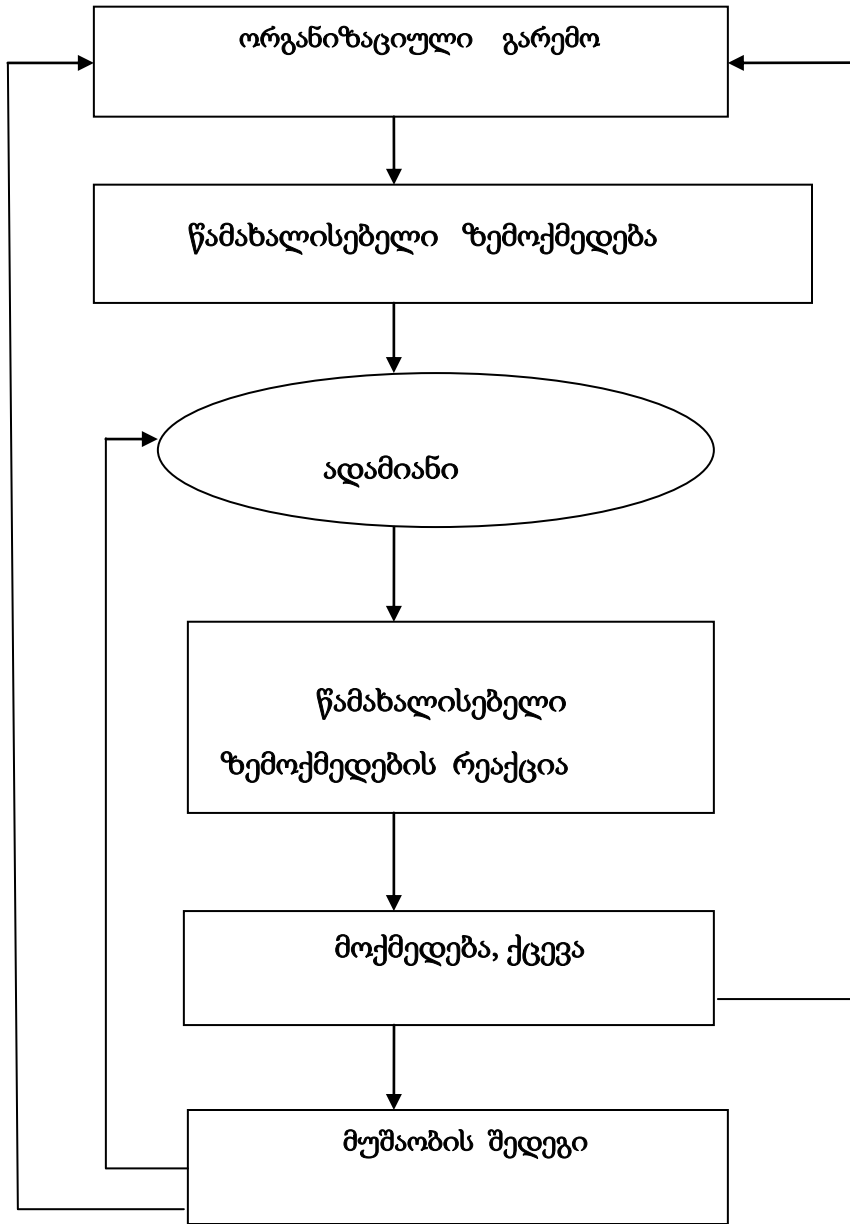 ორგანიზაციული გარემო
წამახალისებელი ზემოქმედება
ადამიანი
წამახალისებელი
ზემოქმედების რეაქცია
მოქმედება, ქცევა
მუშაობის შედეგი